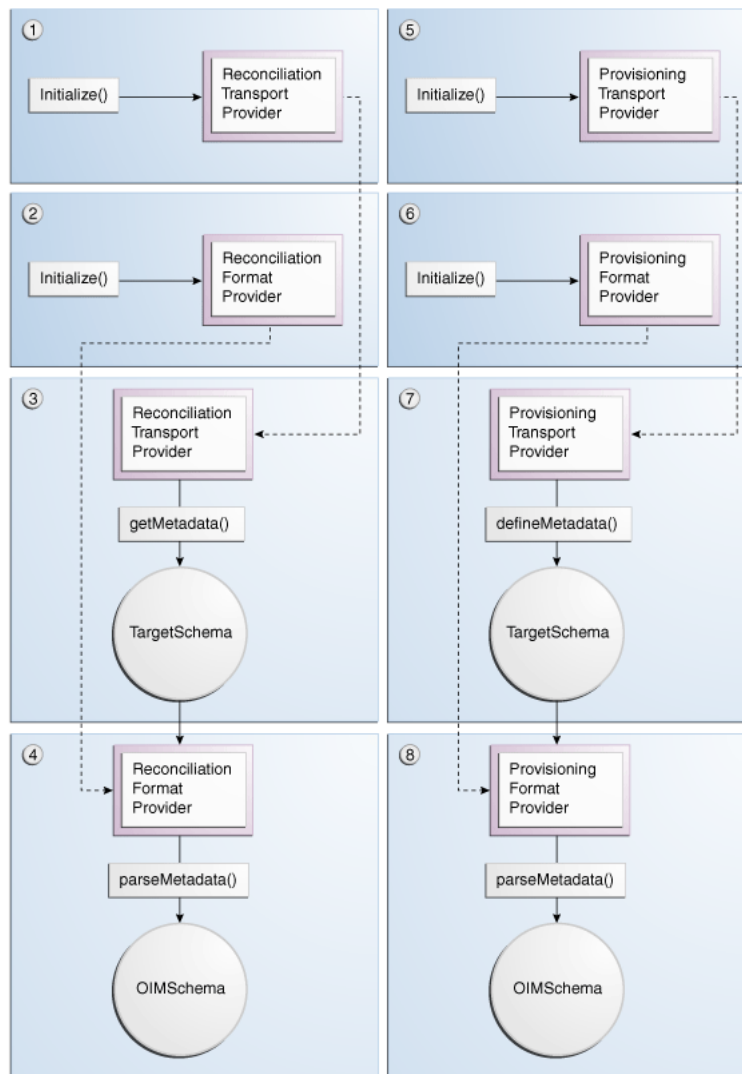 1
Initialize()
Reconciliation
Transport
Provider
2
Initialize()
Reconciliation
Format
Provider
3
Reconciliation
Transport
Provider
getMetadata()
TargetSchema
4
Reconciliation
Format
Provider
parseMetadata()
OIMSchema
5
Initialize()
Provisioning
Transport
Provider
6
Initialize()
Provisioning
Format
Provider
7
Provisioning
Transport
Provider
defineMetadata()
TargetSchema
8
Provisioning
Format
Provider
parseMetadata()
OIMSchema